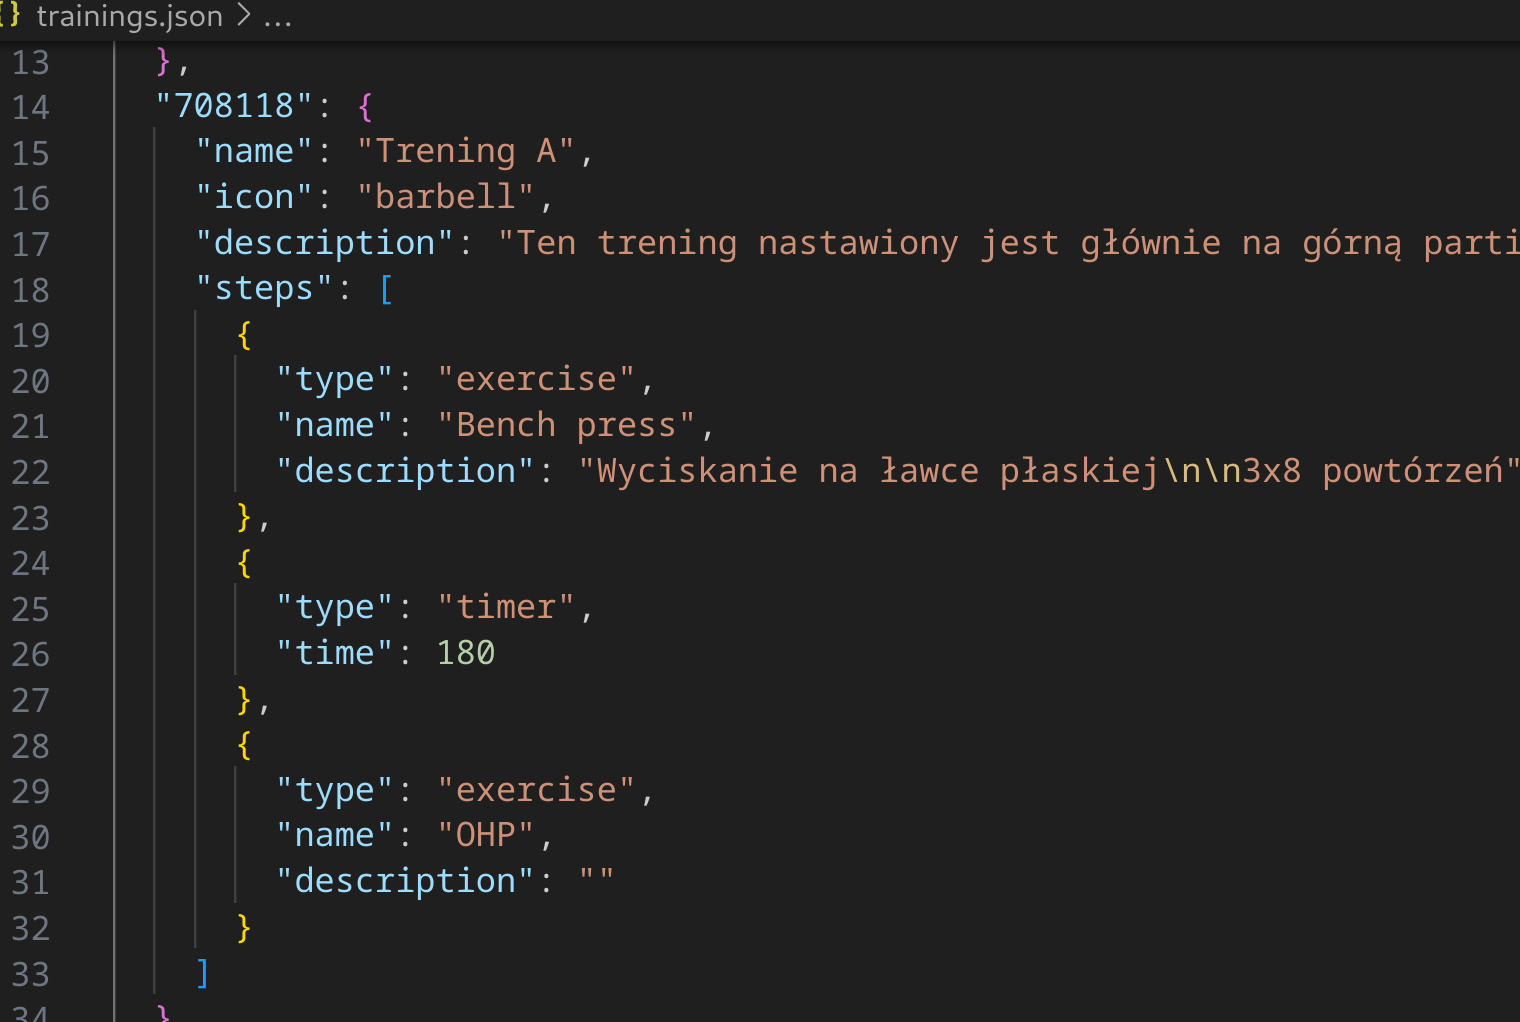 {} trainings.json > ...
13 },
14 "708118": {
15 "name": "Trening A",
16 "icon": "barbell",
17 "description": "Ten trening nastawiony jest głównie na górną parti
18 "steps": [
19 {
20 "type": "exercise",
21 "name": "Bench press",
22 "description": "Wyciskanie na ławce płaskiej\n\n3x8 powtórzeń"
23 },
24 {
25 "type": "timer",
26 "time": 180
27 },
28 {
29 "type": "exercise",
30 "name": "OHP",
31 "description": ""
32 }
33 ]
34 }